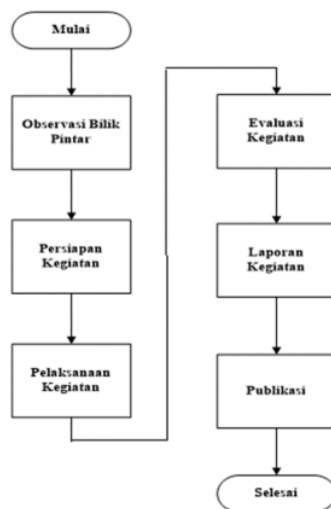 Mulai
Observasi Bilik
Pintar
Persiapan
Kegiatan
Pelaksanaan
Kegiatan
Evaluasi
Kegiatan
Laporan
Kegiatan
Publikasi
Selesai